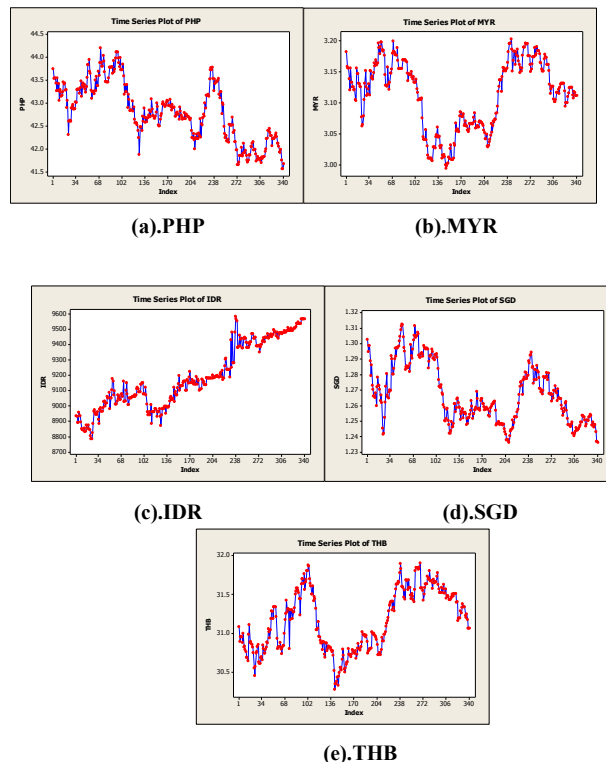 Time Series Plot of PHP
44.5
44.0
43.5
43.0
42.5
42.0
41.5
PHP
1 34 68 102 136 170 204 238 272 306 340
Index
Time Series Plot of MYR
3.20
3.15
3.10
3.05
3.00
MYR
1 34 68 102 136 170 204 238 272 306 340
Index
(a).PHP
(b).MYR
Time Series Plot of IDR
9600
9500
9400
9300
9200
9100
9000
8900
8800
8700
IDR
1 34 68 102 136 170 204 238 272 306 340
Index
Time Series Plot of SGD
1.32
1.31
1.30
1.29
1.28
1.27
1.26
1.25
1.24
1.23
SGD
1 34 68 102 136 170 204 238 272 306 340
Index
(c).IDR
(d).SGD
Time Series Plot of THB
32.0
31.5
31.0
30.5
THB
1 34 68 102 136 170 204 238 272 306 340
Index
(e).THB